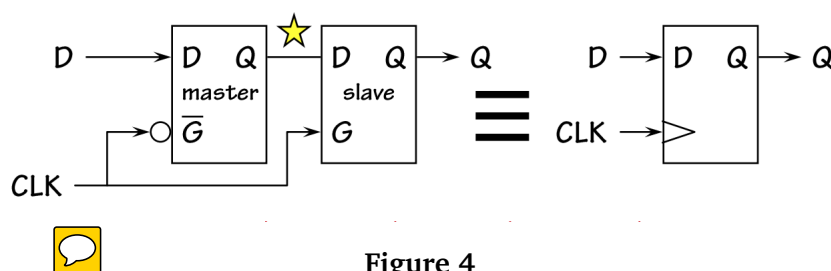 D D Q D Q Q D D Q Q
master slave
G̅ G CLK
CLK
Figure 4